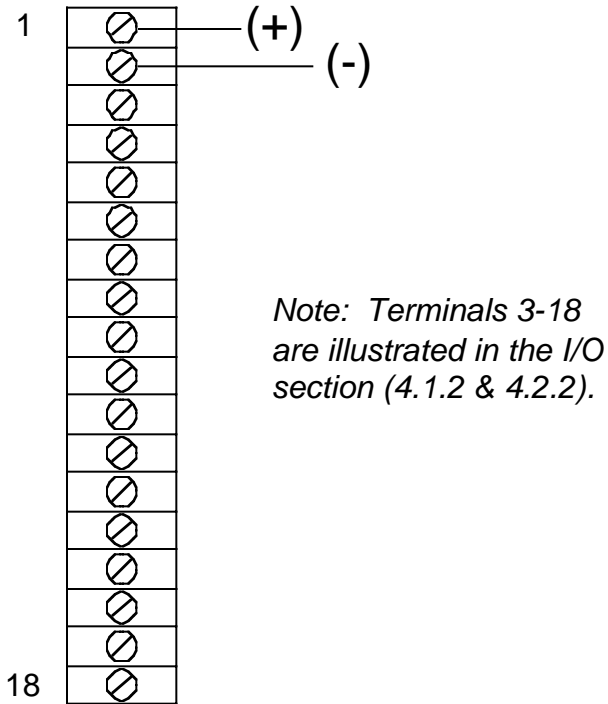 1
(+)
(-)
Note: Terminals 3-18
are illustrated in the I/O
section (4.1.2 & 4.2.2).
18